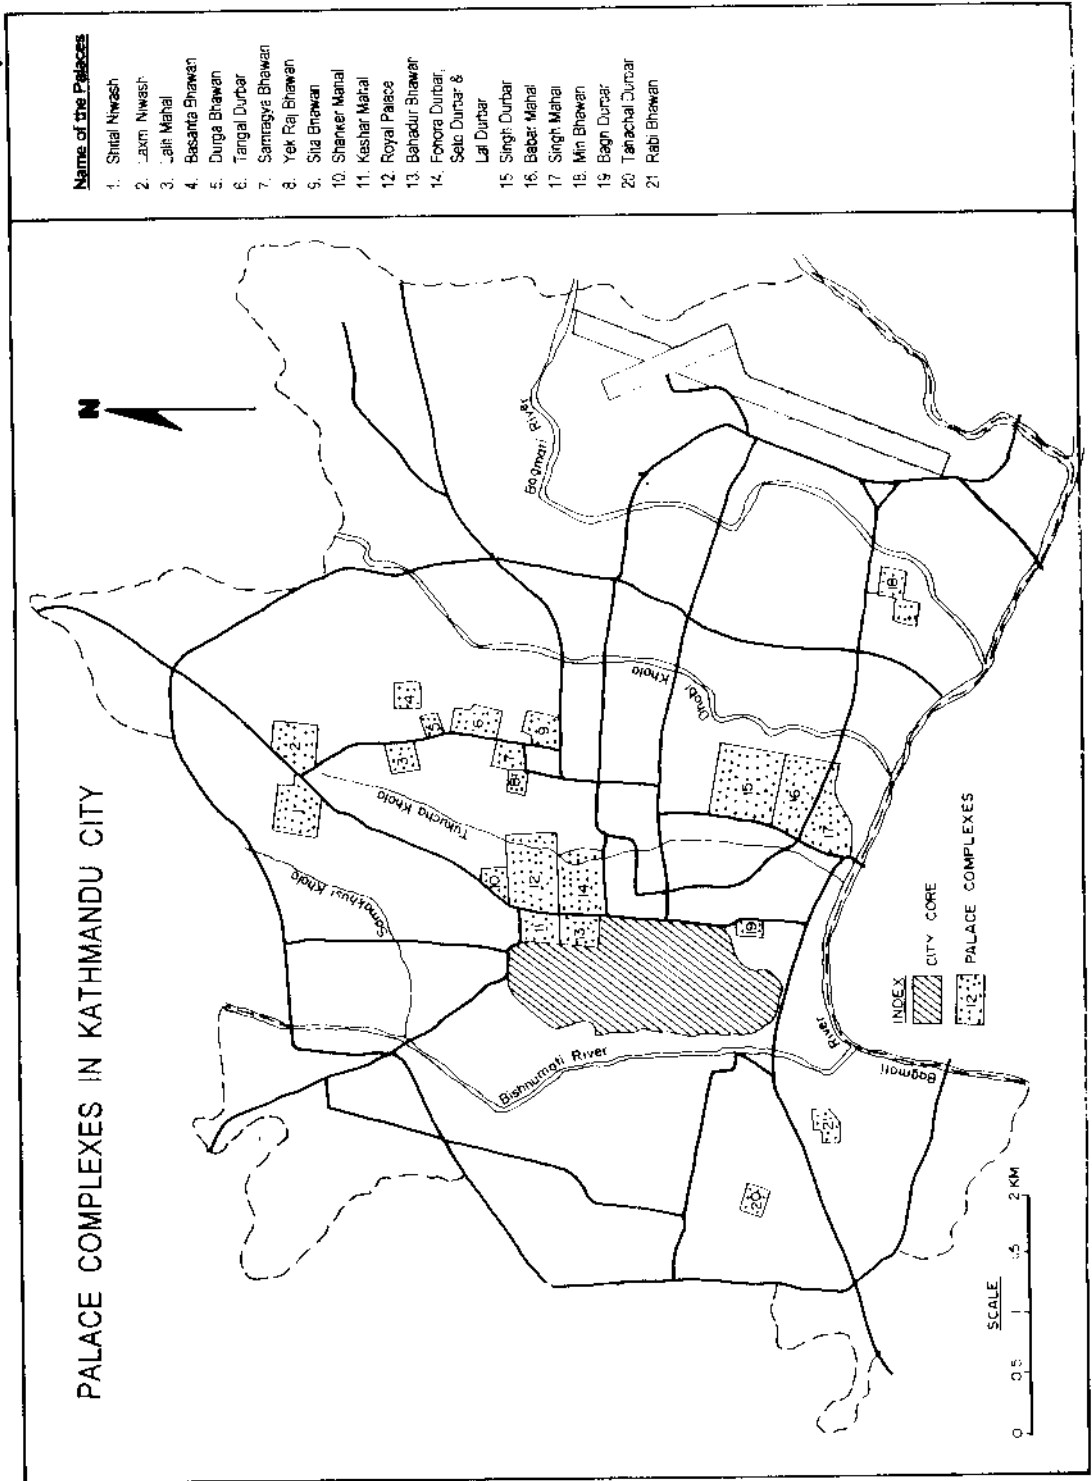 PALACE COMPLEXES IN KATHMANDU CITY
N
Name of the Palaces
1. Shital Niwash
2. Laxmi Niwash
3. Lalit Mahal
4. Basanta Bhawan
5. Durga Bhawan
6. Tangal Durbar
7. Samragya Bhawan
8. Yek Raj Bhawan
9. Sita Bhawan
10. Shanker Mahal
11. Keshar Mahal
12. Royal Palace
13. Bahadur Bhawan
14. Fohora Durbar,
Seto Durbar &
Lal Durbar
15 Singh Durbar
16. Babar Mahal
17 Singh Mahal
18. Min Bhawan
19 Bagh Durbar
20 Tahachal Durbar
21 Rabi Bhawan
1
2
3
4
5
6
7
8
9
10
11
12
13
14
15
16
17
18
19
20
21
Samakhusi Khola
Tukucha Khola
Dhobi Khola
Bagmati River
Bishnumati River
Bagmati River
INDEX
CITY CORE
12 PALACE COMPLEXES
SCALE
0 0.5 1 1.5 2 KM